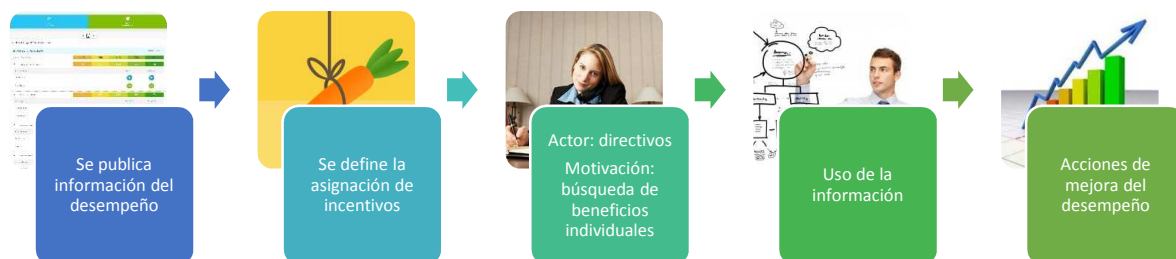 Se publica
información del
desempeño
Se define la
asignación de
incentivos
Actor: directivos
Motivación:
búsqueda de
beneficios
individuales
Uso de la
información
Acciones de
mejora del
desempeño